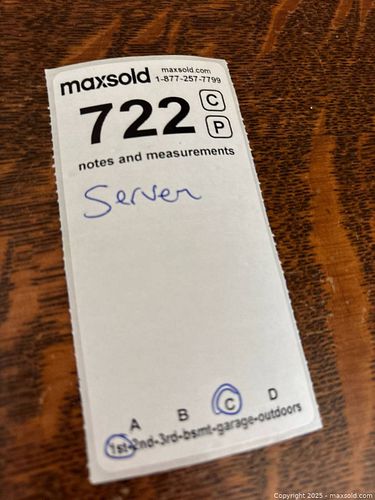 maxsold maxsold.com
1-877-257-7799
722 C
P
notes and measurements
Server
A B C D
1st-2nd-3rd-bsmt-garage-outdoors
Copyright 2025 - maxsold.com